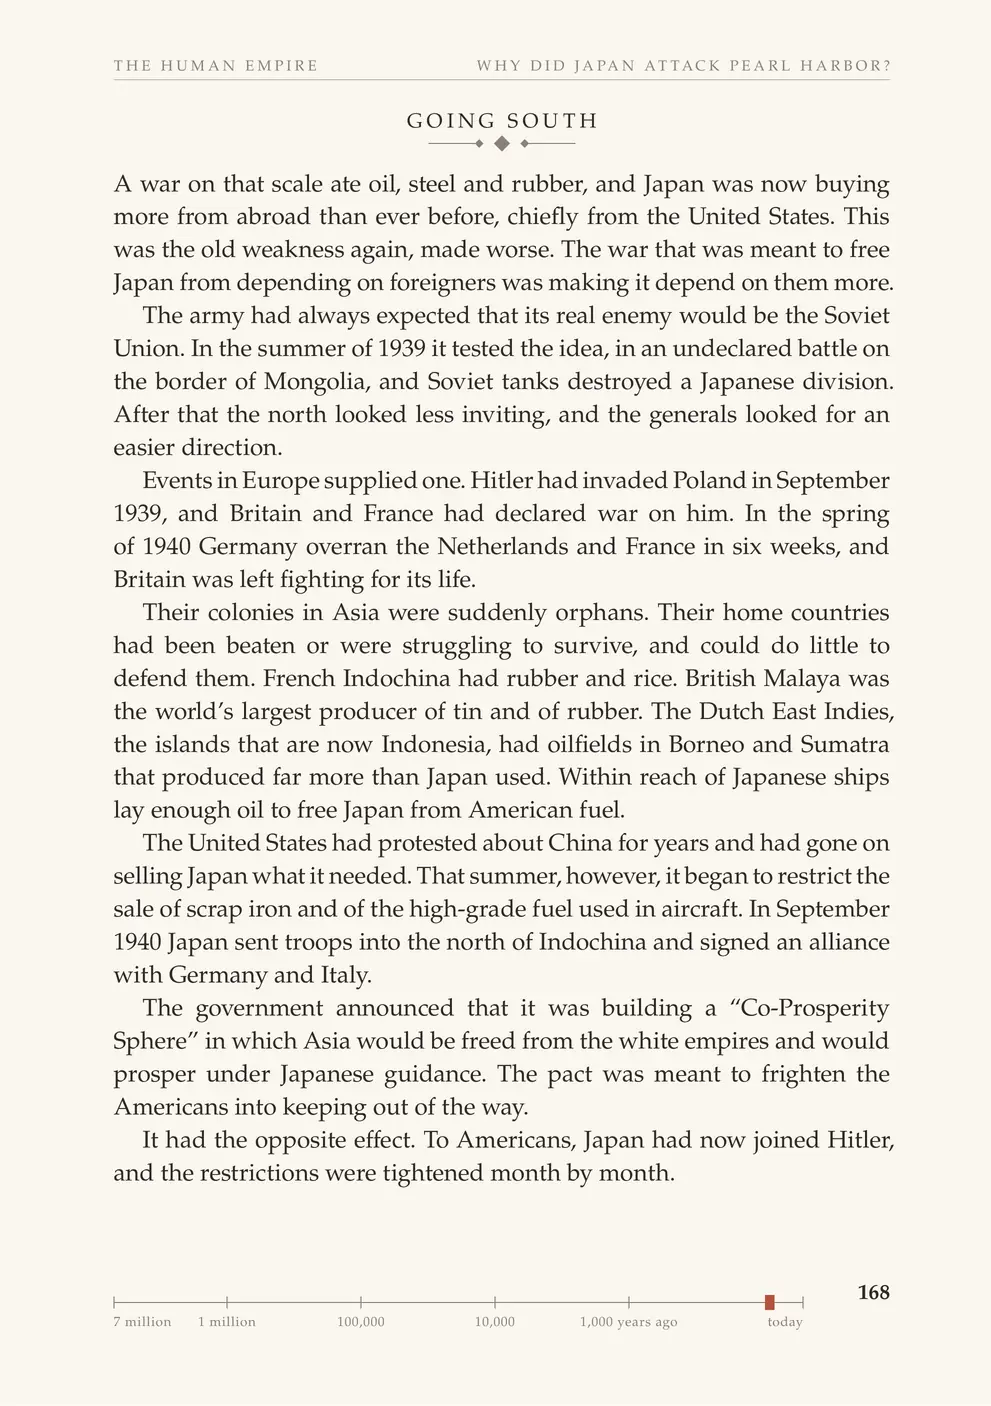 THE HUMAN EMPIRE
WHY DID JAPAN ATTACK PEARL HARBOR?
GOING SOUTH
A war on that scale ate oil, steel and rubber, and Japan was now buying
more from abroad than ever before, chiefly from the United States. This
was the old weakness again, made worse. The war that was meant to free
Japan from depending on foreigners was making it depend on them more.
The army had always expected that its real enemy would be the Soviet
Union. In the summer of 1939 it tested the idea, in an undeclared battle on
the border of Mongolia, and Soviet tanks destroyed a Japanese division.
After that the north looked less inviting, and the generals looked for an
easier direction.
Events in Europe supplied one. Hitler had invaded Poland in September
1939, and Britain and France had declared war on him. In the spring
of 1940 Germany overran the Netherlands and France in six weeks, and
Britain was left fighting for its life.
Their colonies in Asia were suddenly orphans. Their home countries
had been beaten or were struggling to survive, and could do little to
defend them. French Indochina had rubber and rice. British Malaya was
the world’s largest producer of tin and of rubber. The Dutch East Indies,
the islands that are now Indonesia, had oilfields in Borneo and Sumatra
that produced far more than Japan used. Within reach of Japanese ships
lay enough oil to free Japan from American fuel.
The United States had protested about China for years and had gone on
selling Japan what it needed. That summer, however, it began to restrict the
sale of scrap iron and of the high-grade fuel used in aircraft. In September
1940 Japan sent troops into the north of Indochina and signed an alliance
with Germany and Italy.
The government announced that it was building a “Co-Prosperity
Sphere” in which Asia would be freed from the white empires and would
prosper under Japanese guidance. The pact was meant to frighten the
Americans into keeping out of the way.
It had the opposite effect. To Americans, Japan had now joined Hitler,
and the restrictions were tightened month by month.
168
7 million
1 million
100,000
10,000
1,000 years ago
today